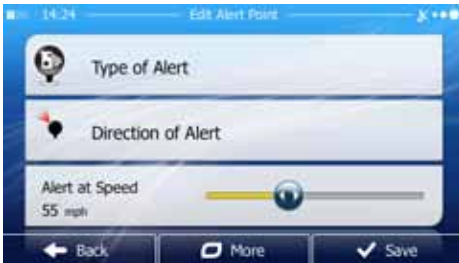 14:24 Edit Alert Point
Type of Alert
Direction of Alert
Alert at Speed
55 mph
Back More Save